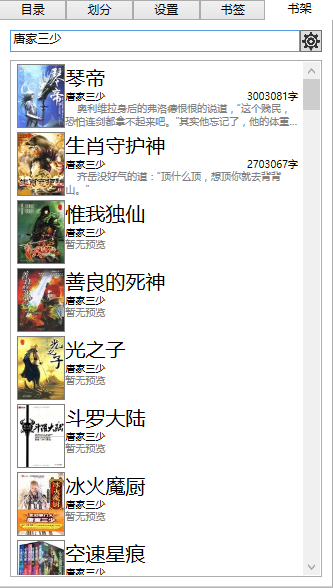 目录 划分 设置 书签 书架
唐家三少
琴帝
唐家三少 3003081字
奥利维拉身后的弗洛德恨恨的说道，“这个贱民，
恐怕连剑都拿不起来吧。”其实他忘记了，他的体重...
生肖守护神
唐家三少 2703067字
齐岳没好气的道：“顶什么顶，想顶你就去背背
山。”
惟我独仙
唐家三少
暂无预览
善良的死神
唐家三少
暂无预览
光之子
唐家三少
暂无预览
斗罗大陆
唐家三少
暂无预览
冰火魔厨
唐家三少
暂无预览
空速星痕
唐家三少